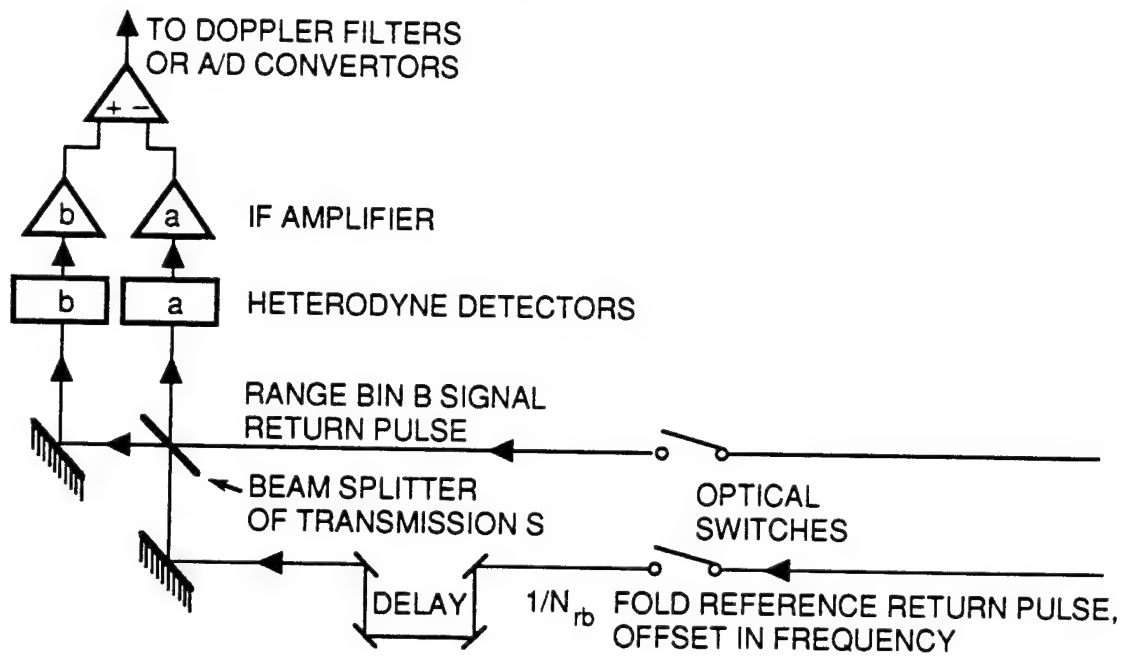 TO DOPPLER FILTERS
OR A/D CONVERTORS
+ −
b a IF AMPLIFIER
b a HETERODYNE DETECTORS
RANGE BIN B SIGNAL
RETURN PULSE
BEAM SPLITTER
OF TRANSMISSION S
OPTICAL
SWITCHES
DELAY
1/N_rb FOLD REFERENCE RETURN PULSE,
OFFSET IN FREQUENCY